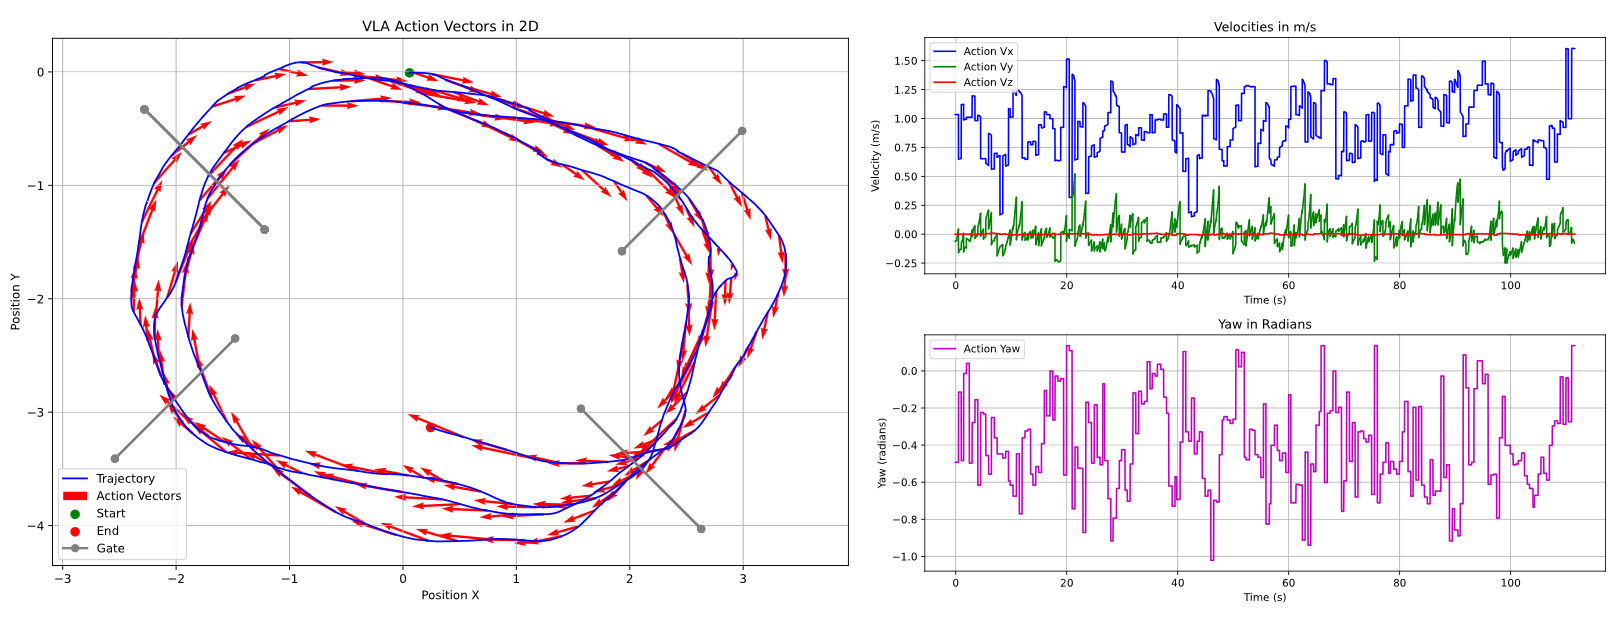 VLA Action Vectors in 2D
Position Y
0
−1
−2
−3
−4
Trajectory
Action Vectors
Start
End
Gate
−3 −2 −1 0 1 2 3
Position X
Velocities in m/s
Velocity (m/s)
1.50
1.25
1.00
0.75
0.50
0.25
0.00
−0.25
Action Vx
Action Vy
Action Vz
0 20 40 60 80 100
Time (s)
Yaw in Radians
Yaw (radians)
0.0
−0.2
−0.4
−0.6
−0.8
−1.0
Action Yaw
0 20 40 60 80 100
Time (s)